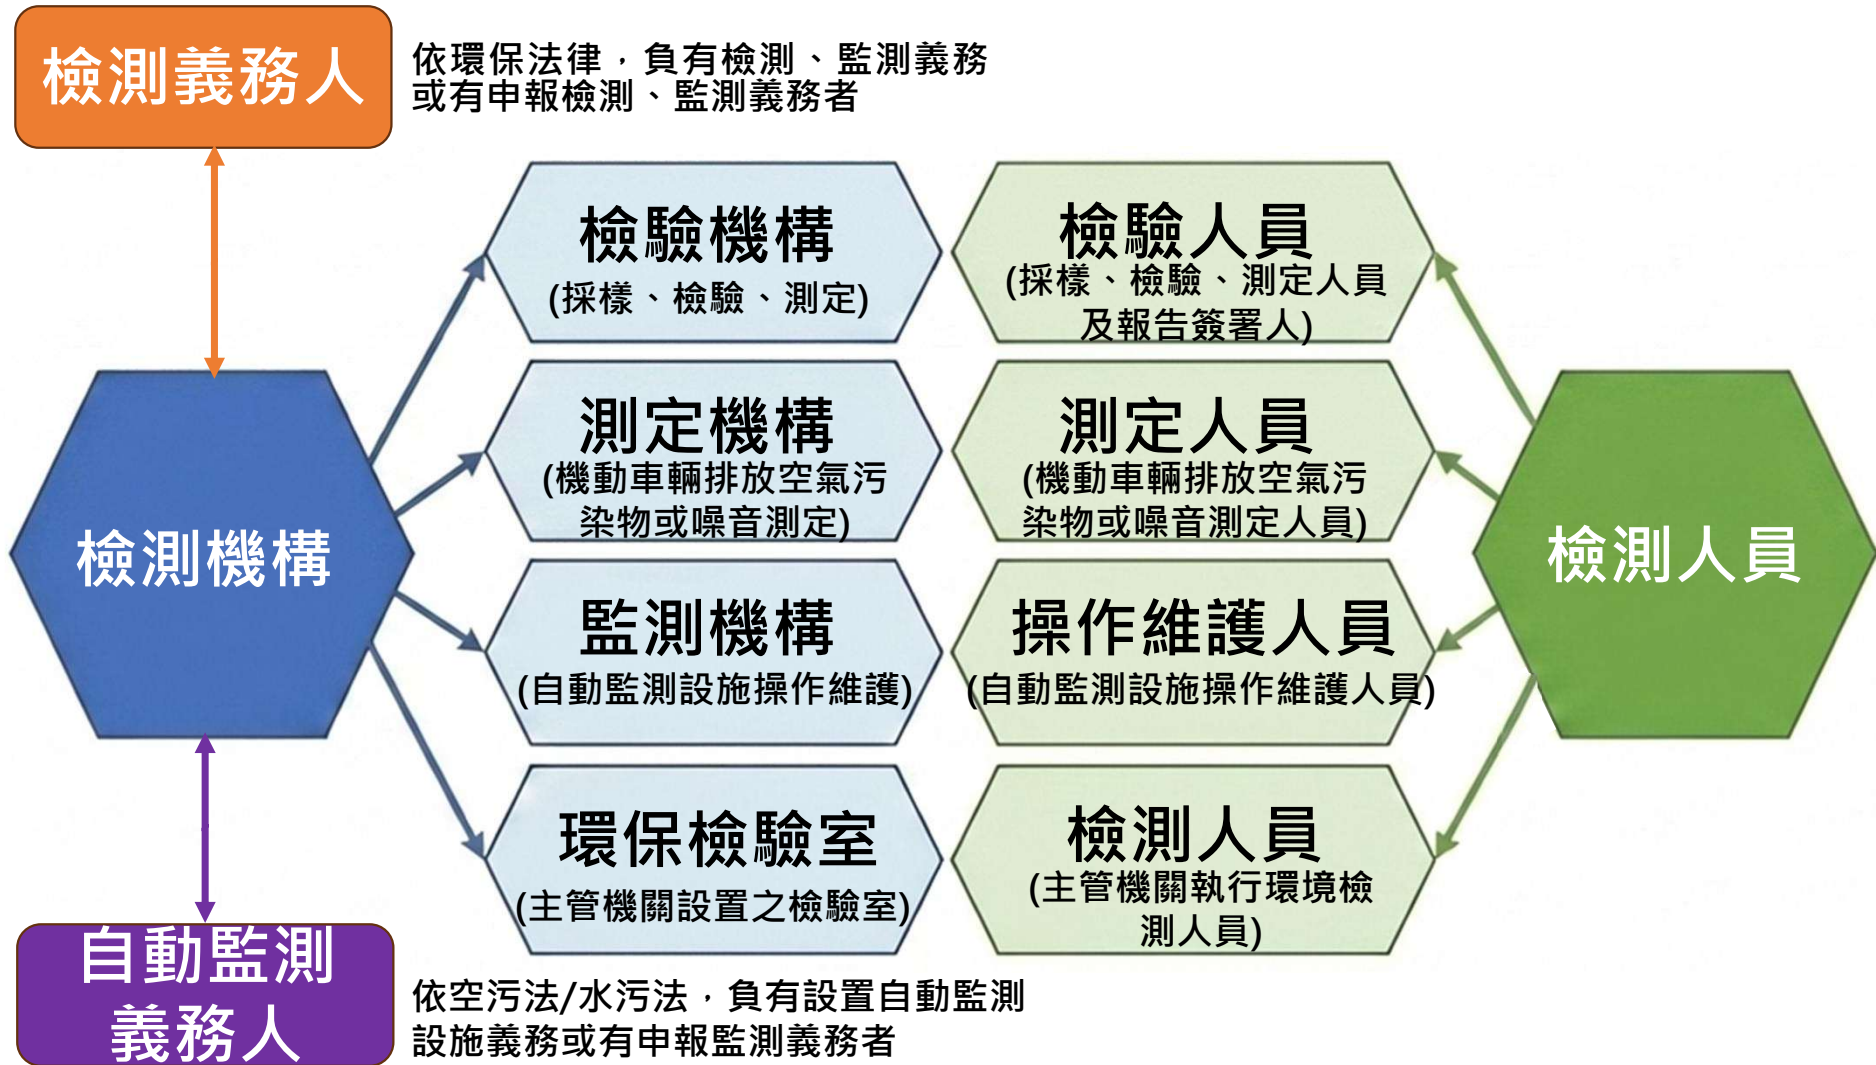 檢測義務人
依環保法律，負有檢測、監測義務
或有申報檢測、監測義務者
檢驗機構
(採樣、檢驗、測定)
檢驗人員
(採樣、檢驗、測定人員
及報告簽署人)
測定機構
(機動車輛排放空氣污
染物或噪音測定)
測定人員
(機動車輛排放空氣污
染物或噪音測定人員)
檢測機構
檢測人員
監測機構
(自動監測設施操作維護)
操作維護人員
(自動監測設施操作維護人員)
環保檢驗室
(主管機關設置之檢驗室)
檢測人員
(主管機關執行環境檢
測人員)
自動監測
義務人
依空污法/水污法，負有設置自動監測
設施義務或有申報監測義務者